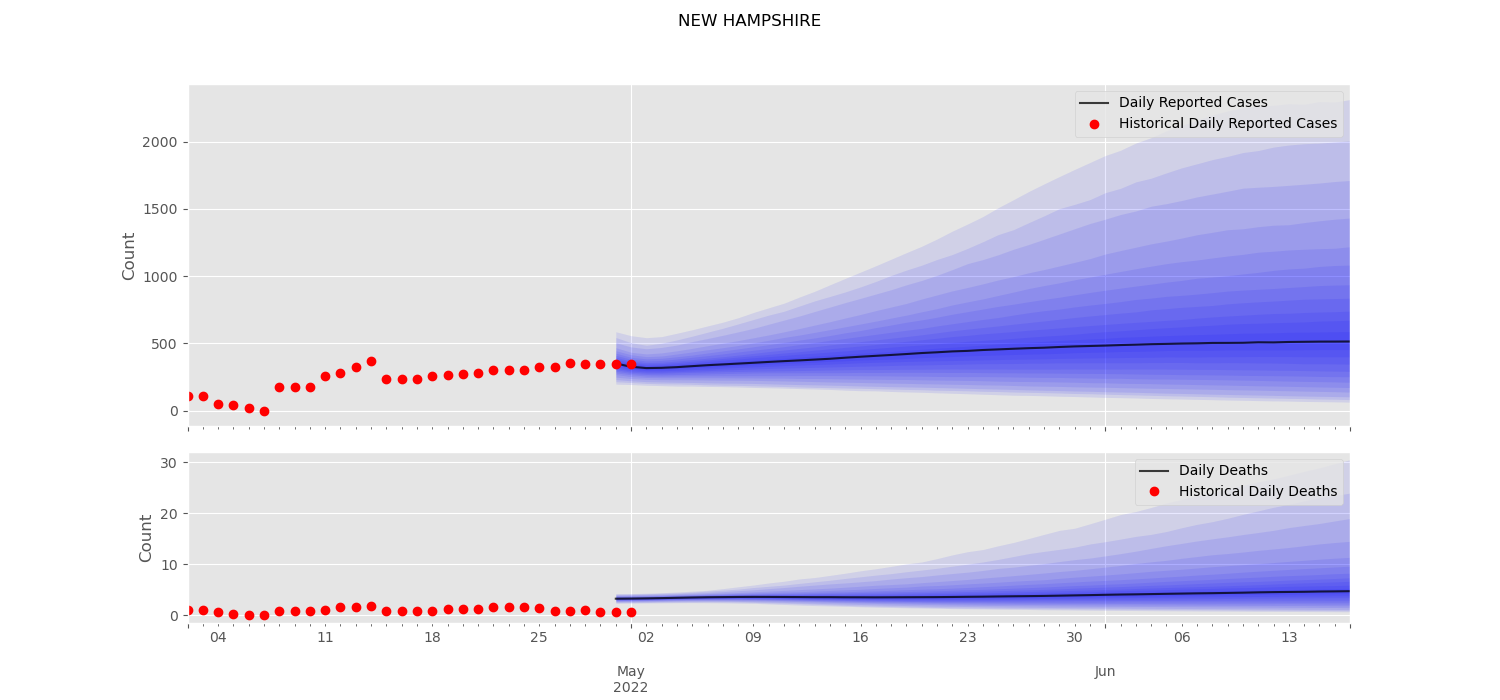 NEW HAMPSHIRE
Daily Reported Cases
Historical Daily Reported Cases
Count
2000
1500
1000
500
0
Daily Deaths
Historical Daily Deaths
Count
30
20
10
0
04 11 18 25 02 09 16 23 30 06 13
May Jun
2022